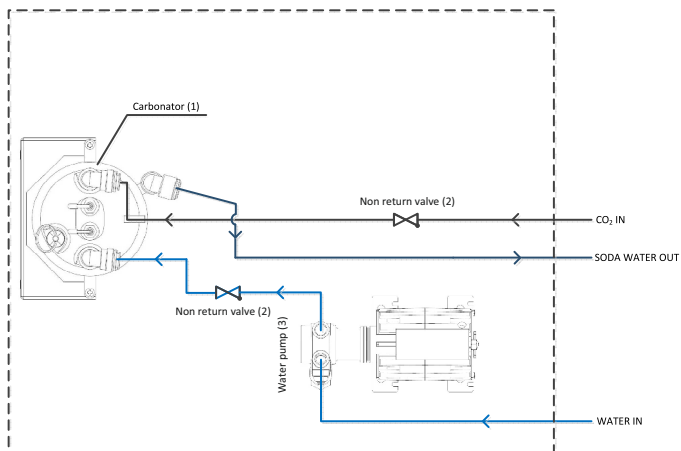 Carbonator (1)
Non return valve (2)
CO₂ IN
SODA WATER OUT
Non return valve (2)
Water pump (3)
WATER IN